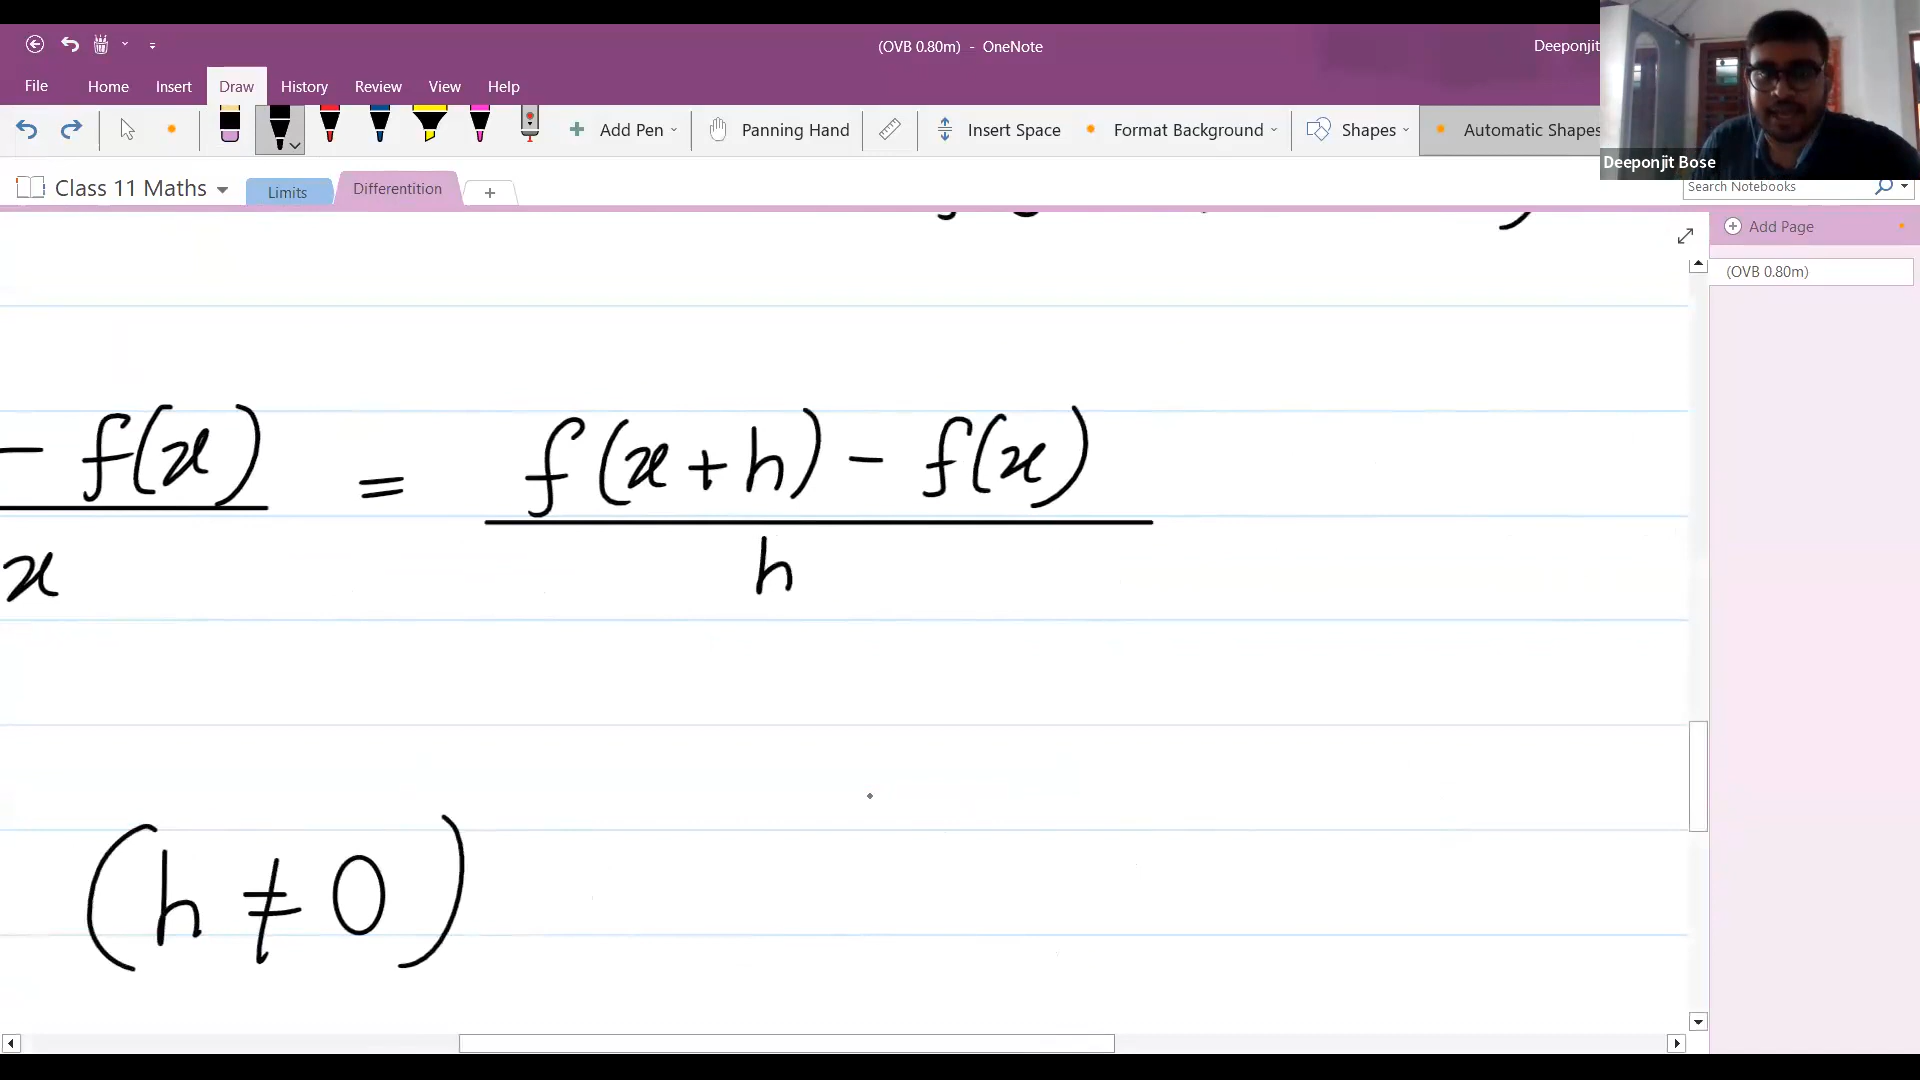 (OVB 0.80m) - OneNote
Deeponjit
File Home Insert Draw History Review View Help
Add Pen Panning Hand Insert Space Format Background Shapes Automatic Shapes
Deeponjit Bose
Class 11 Maths Limits Differentition
Search Notebooks
Add Page
(OVB 0.80m)
- f(x) = f(x+h) - f(x)
x h
(h ≠ 0)